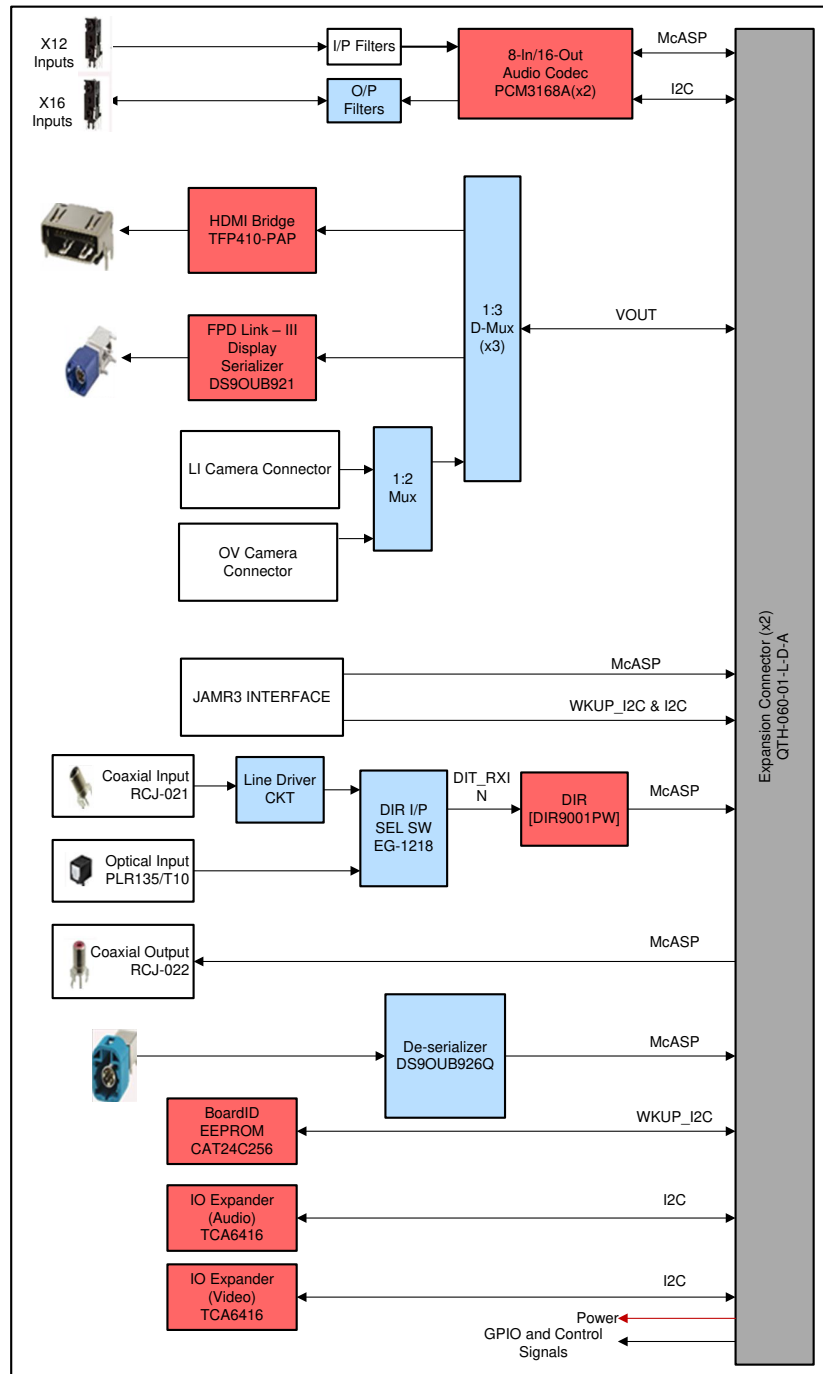 X12
Inputs
I/P Filters
8-In/16-Out
Audio Codec
PCM3168A(x2)
McASP
X16
Inputs
O/P
Filters
I2C
HDMI Bridge
TFP410-PAP
1:3
D-Mux
(x3)
VOUT
FPD Link – III
Display
Serializer
DS9OUB921
LI Camera Connector
1:2
Mux
OV Camera
Connector
Expansion Connector (x2)
QTH-060-01-L-D-A
JAMR3 INTERFACE
McASP
WKUP_I2C & I2C
Coaxial Input
RCJ-021
Line Driver
CKT
DIR I/P
SEL SW
EG-1218
DIT_RXI
N
DIR
[DIR9001PW]
McASP
Optical Input
PLR135/T10
Coaxial Output
RCJ-022
McASP
De-serializer
DS9OUB926Q
McASP
BoardID
EEPROM
CAT24C256
WKUP_I2C
IO Expander
(Audio)
TCA6416
I2C
IO Expander
(Video)
TCA6416
I2C
Power
GPIO and Control
Signals